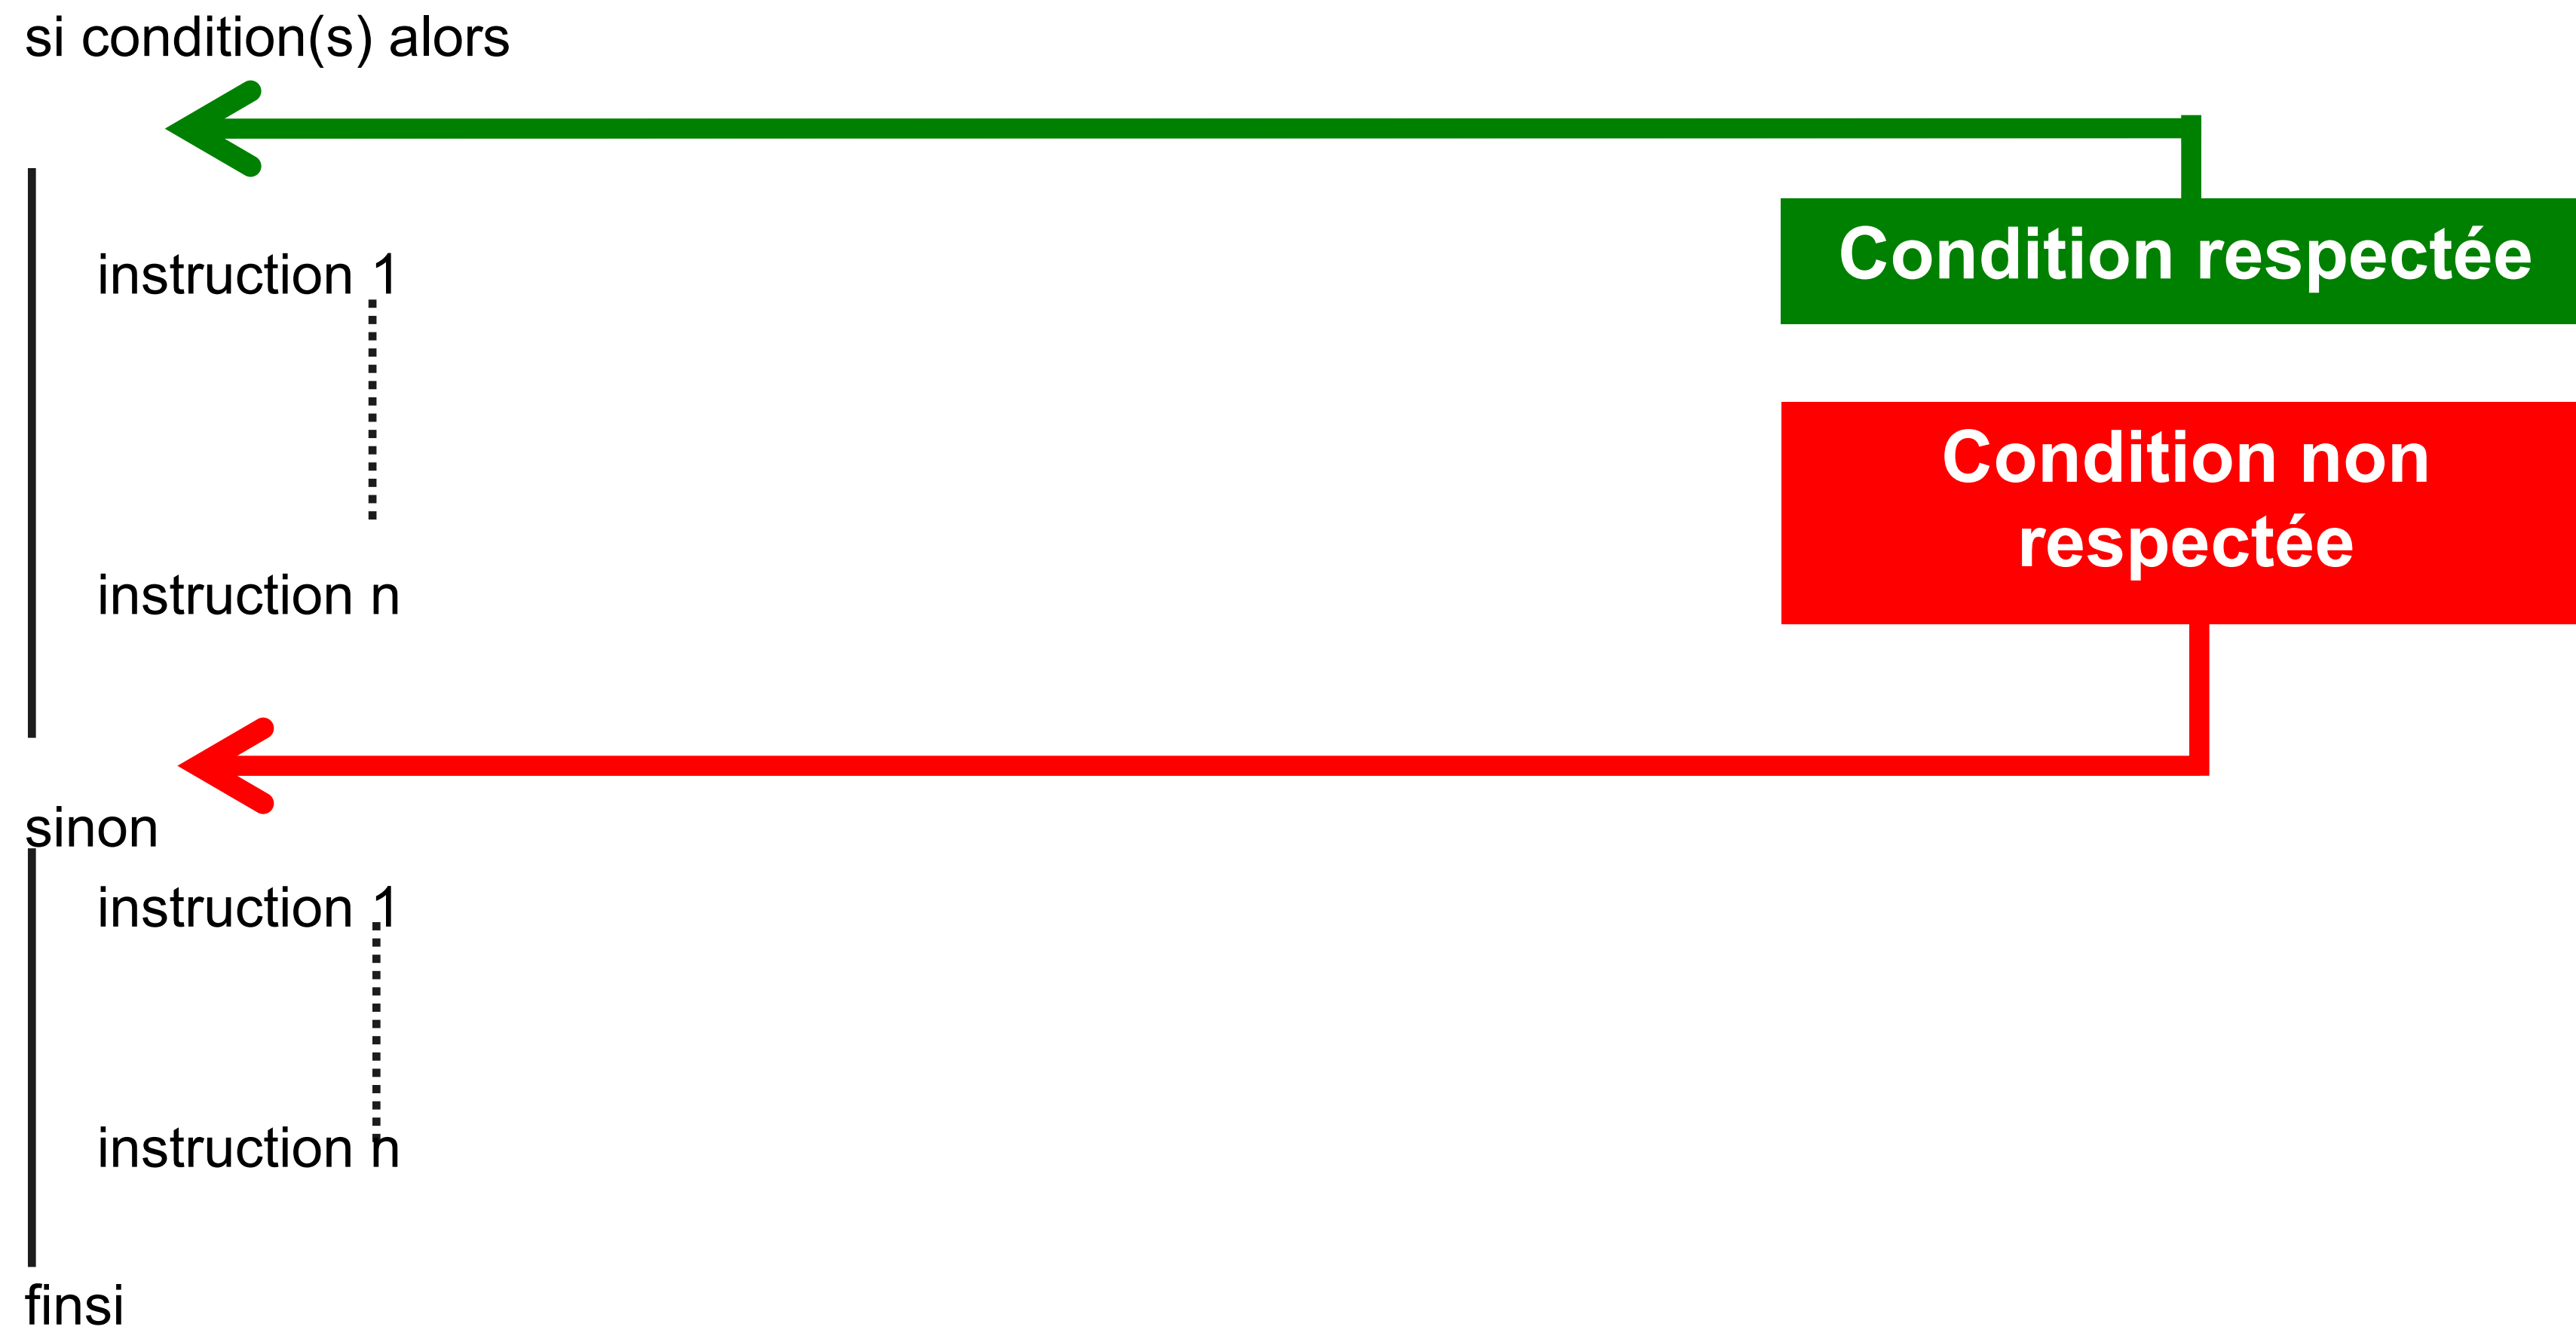 si condition(s) alors
instruction 1
Condition respectée
Condition non
respectée
instruction n
sinon
instruction 1
instruction n
finsi